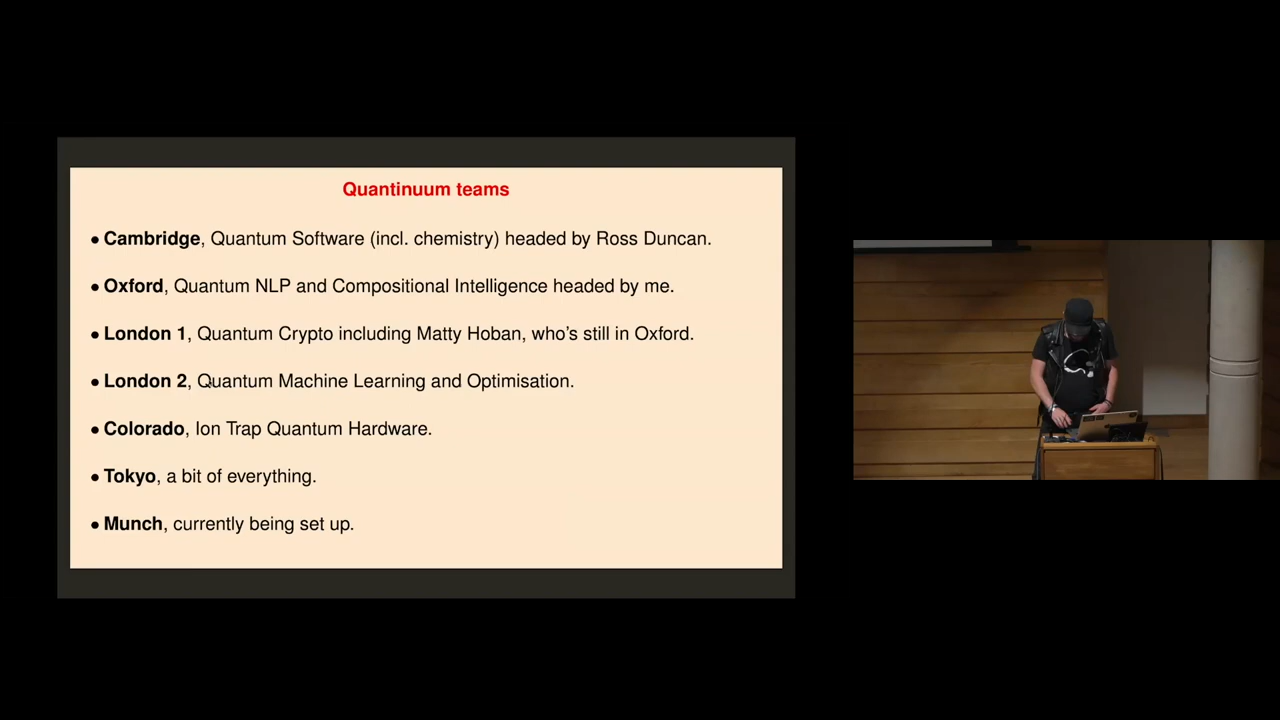 Quantinuum teams
• Cambridge, Quantum Software (incl. chemistry) headed by Ross Duncan.
• Oxford, Quantum NLP and Compositional Intelligence headed by me.
• London 1, Quantum Crypto including Matty Hoban, who's still in Oxford.
• London 2, Quantum Machine Learning and Optimisation.
• Colorado, Ion Trap Quantum Hardware.
• Tokyo, a bit of everything.
• Munch, currently being set up.